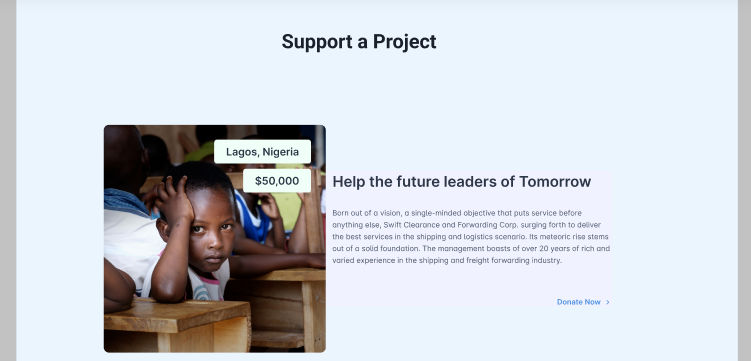 Support a Project
Lagos, Nigeria
$50,000
Help the future leaders of Tomorrow
Born out of a vision, a single-minded objective that puts service before
anything else, Swift Clearance and Forwarding Corp. surging forth to deliver
the best services in the shipping and logistics scenario. Its meteoric rise stems
out of a solid foundation. The management boasts of over 20 years of rich and
varied experience in the shipping and freight forwarding industry.
Donate Now